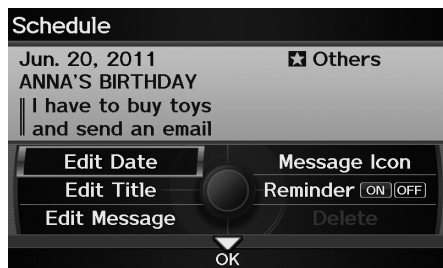 Schedule
Jun. 20, 2011 Others
ANNA'S BIRTHDAY
I have to buy toys
and send an email
Edit Date Message Icon
Edit Title Reminder ON OFF
Edit Message Delete
OK